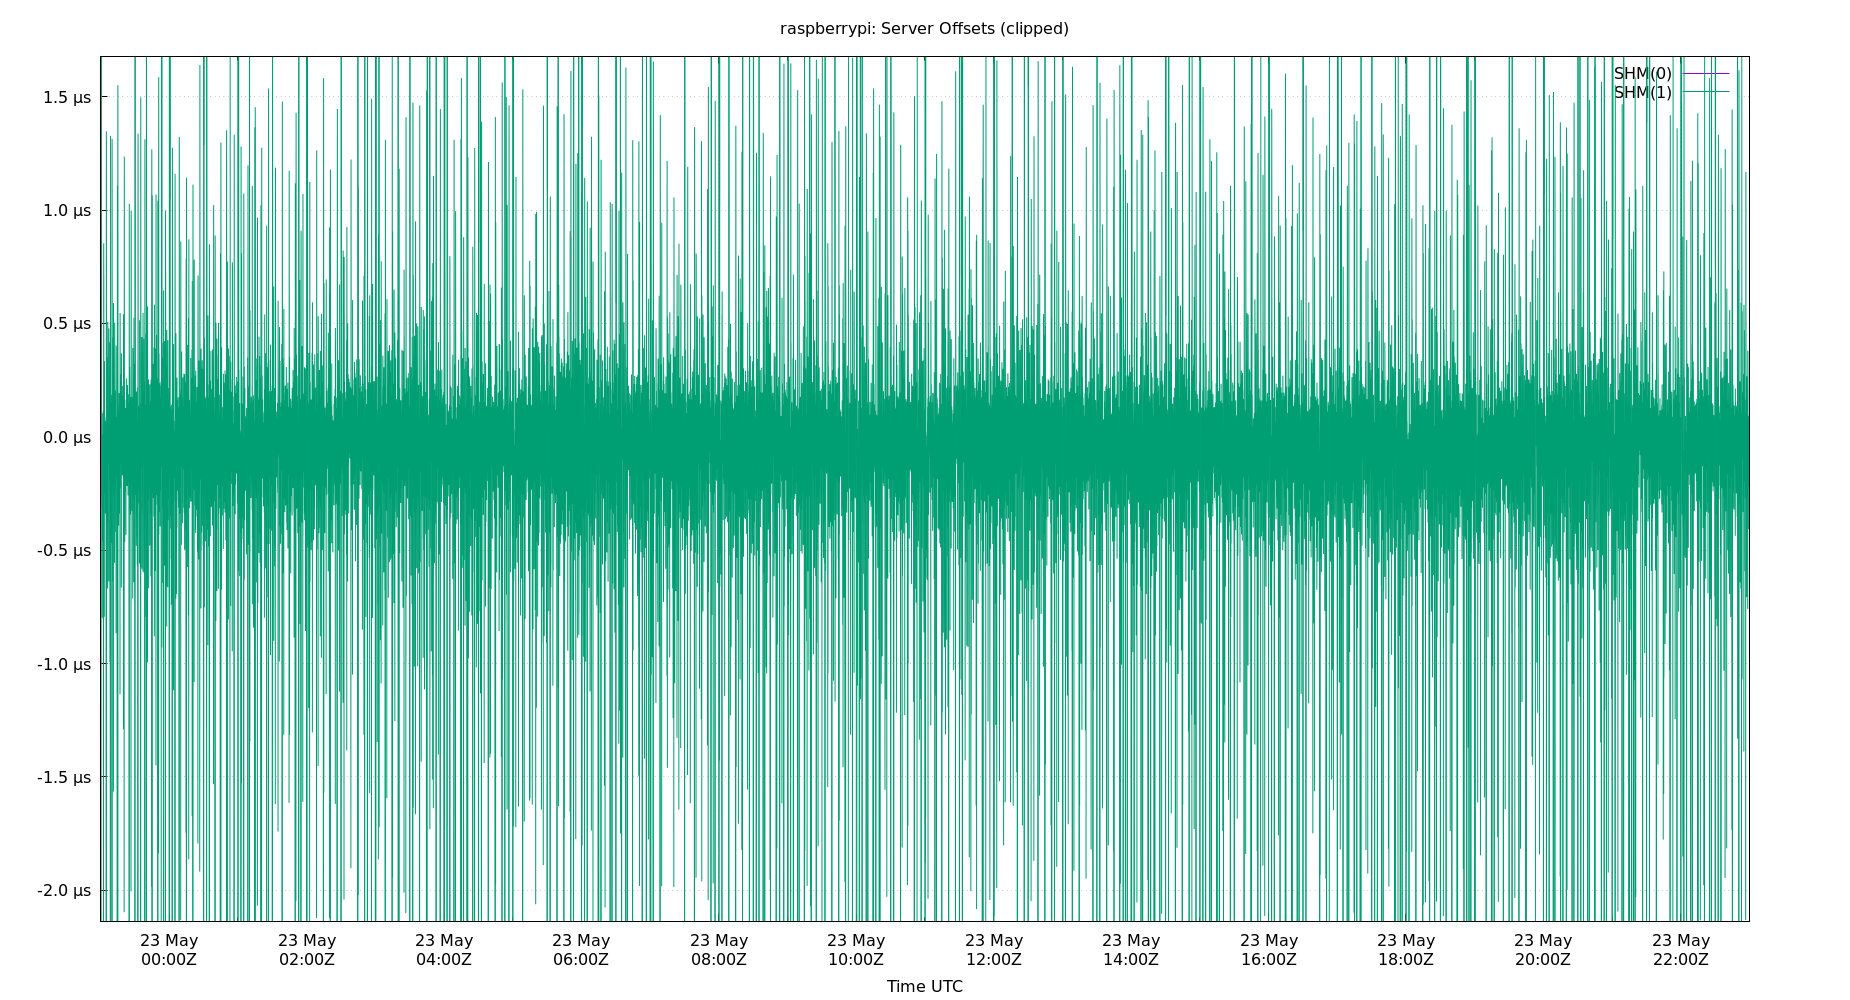 raspberrypi: Server Offsets (clipped)
SHM(0)
SHM(1)
1.5 µs
1.0 µs
0.5 µs
0.0 µs
-0.5 µs
-1.0 µs
-1.5 µs
-2.0 µs
23 May 23 May 23 May 23 May 23 May 23 May 23 May 23 May 23 May 23 May 23 May 23 May
00:00Z 02:00Z 04:00Z 06:00Z 08:00Z 10:00Z 12:00Z 14:00Z 16:00Z 18:00Z 20:00Z 22:00Z
Time UTC